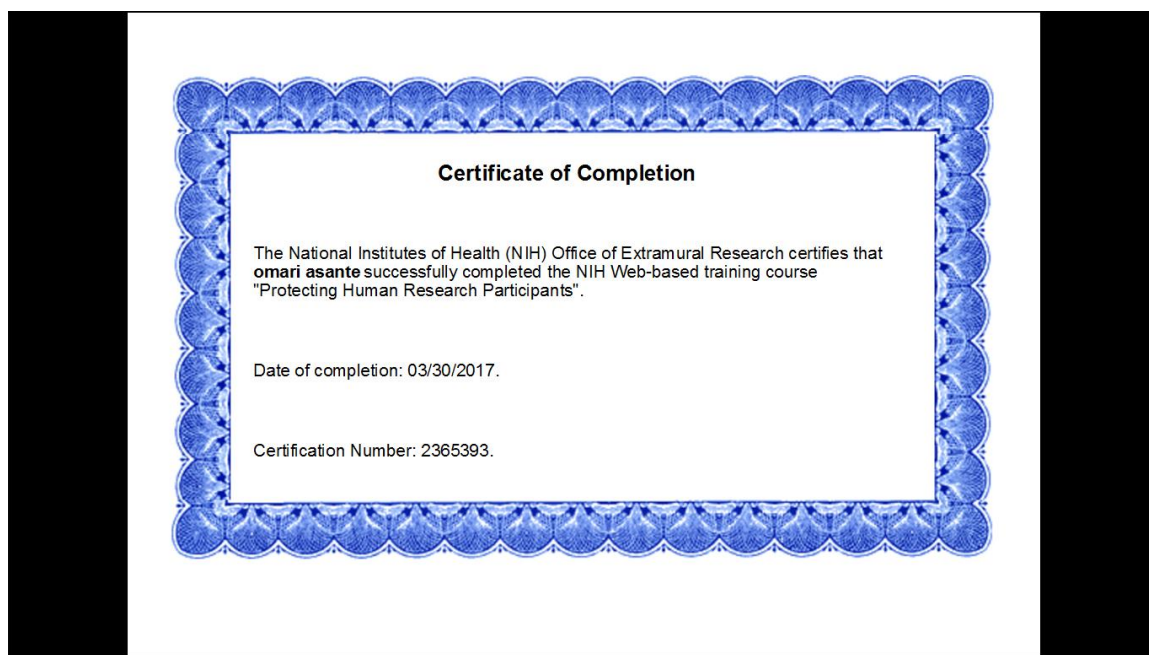 Certificate of Completion
The National Institutes of Health (NIH) Office of Extramural Research certifies that
omari asante successfully completed the NIH Web-based training course
"Protecting Human Research Participants".
Date of completion: 03/30/2017.
Certification Number: 2365393.